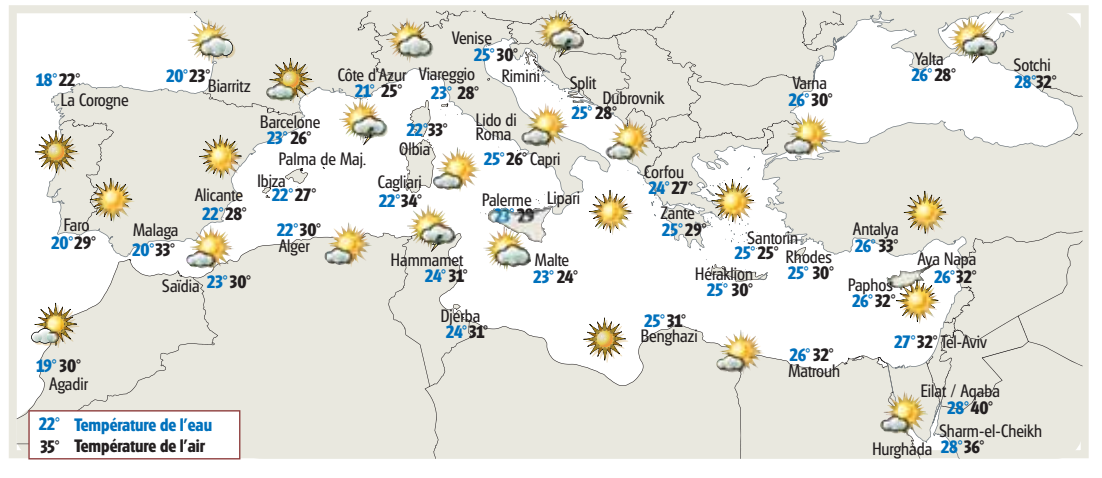 18° 22°
La Corogne
20° 23°
Biarritz
Côte d'Azur
21° 25°
Viareggio
23° 28°
Venise
25° 30°
Rimini
Split
25° 28°
Dubrovnik
Varna
26° 30°
Yalta
26° 28°
Sotchi
28° 32°
Barcelone
23° 26°
Palma de Maj.
Ibiza
22° 27°
22° 33°
Olbia
Cagliari
22° 34°
Lido di
Roma
25° 26°
Capri
Palerme
23° 29°
Lipari
Corfou
24° 27°
Zante
25° 29°
Alicante
22° 28°
Faro
20° 29°
Malaga
20° 33°
22° 30°
Alger
Saïdia
23° 30°
Hammamet
24° 31°
Malte
23° 24°
Santorin
25° 25°
Héraklion
25° 30°
Rhodes
25° 30°
Antalya
26° 33°
Aya Napa
26° 32°
Paphos
26° 32°
Djerba
24° 31°
25° 31°
Benghazi
26° 32°
Matrouh
27° 32° Tel-Aviv
19° 30°
Agadir
Eilat / Aqaba
28° 40°
Sharm-el-Cheikh
Hurghada
28° 36°
22° Température de l'eau
35° Température de l'air